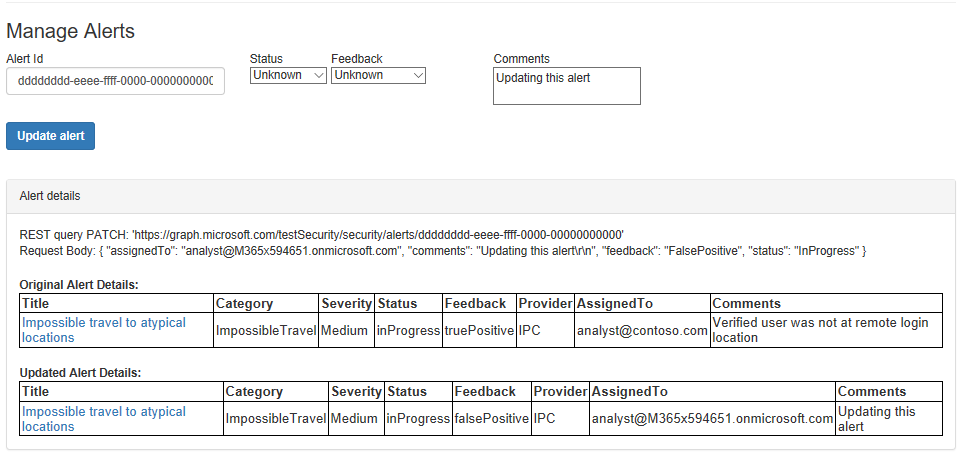 Manage Alerts
Alert Id Status Feedback Comments
dddddddd-eeee-ffff-0000-0000000000 Unknown Unknown Updating this alert
Update alert
Alert details
REST query PATCH: 'https://graph.microsoft.com/testSecurity/security/alerts/dddddddd-eeee-ffff-0000-00000000000'
Request Body: { "assignedTo": "analyst@M365x594651.onmicrosoft.com", "comments": "Updating this alert\r\n", "feedback": "FalsePositive", "status": "InProgress" }
Original Alert Details:
Title Category Severity Status Feedback Provider AssignedTo Comments
Impossible travel to atypical locations ImpossibleTravel Medium inProgress truePositive IPC analyst@contoso.com Verified user was not at remote login location
Updated Alert Details:
Title Category Severity Status Feedback Provider AssignedTo Comments
Impossible travel to atypical locations ImpossibleTravel Medium inProgress falsePositive IPC analyst@M365x594651.onmicrosoft.com Updating this alert